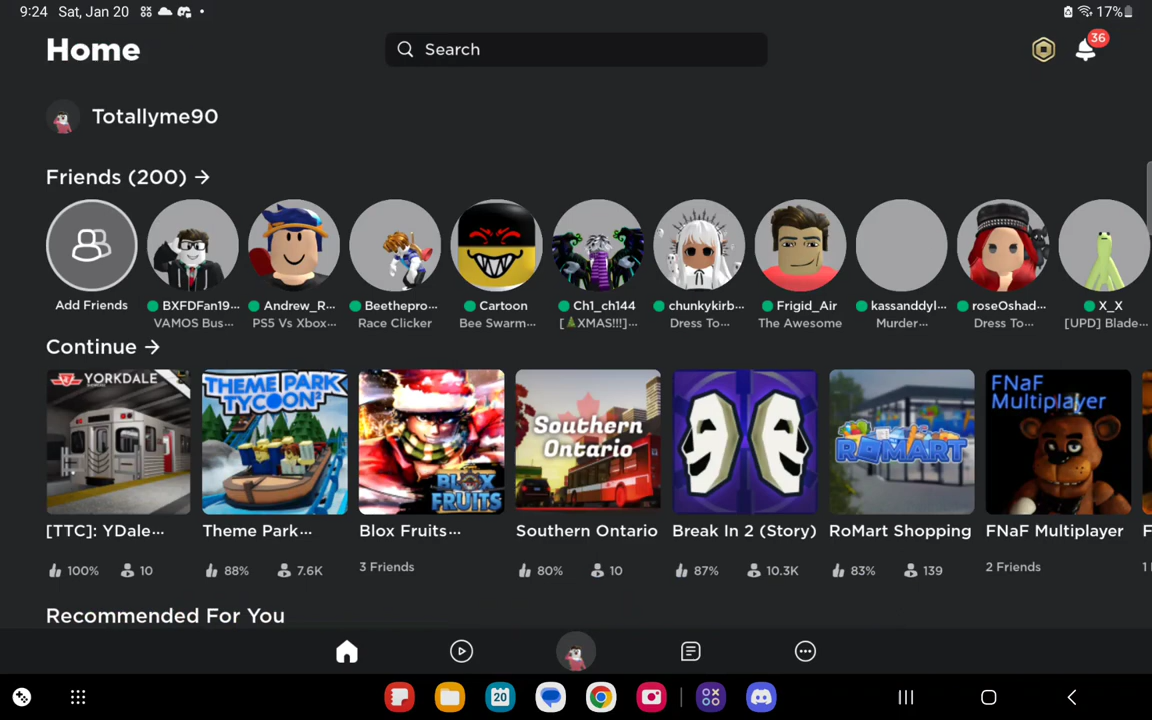 9:24 Sat, Jan 20
17%
Home
Search
36
Totallyme90
Friends (200) →
Add Friends
BXFDFan19...
VAMOS Bus...
Andrew_R...
PS5 Vs Xbox...
Beethepro...
Race Clicker
Cartoon
Bee Swarm...
Ch1_ch144
[🎄XMAS!!!]...
chunkykirb...
Dress To...
Frigid_Air
The Awesome
kassanddyl...
Murder...
roseOshad...
Dress To...
X_X
[UPD] Blade...
Continue →
YORKDALE
THEME PARK
TYCOON2
BLOX
FRUITS
Southern
Ontario
ROMART
FNaF
Multiplayer
[TTC]: YDale...
Theme Park...
Blox Fruits...
Southern Ontario
Break In 2 (Story)
RoMart Shopping
FNaF Multiplayer
F
100%
10
88%
7.6K
3 Friends
80%
10
87%
10.3K
83%
139
2 Friends
1
Recommended For You
20